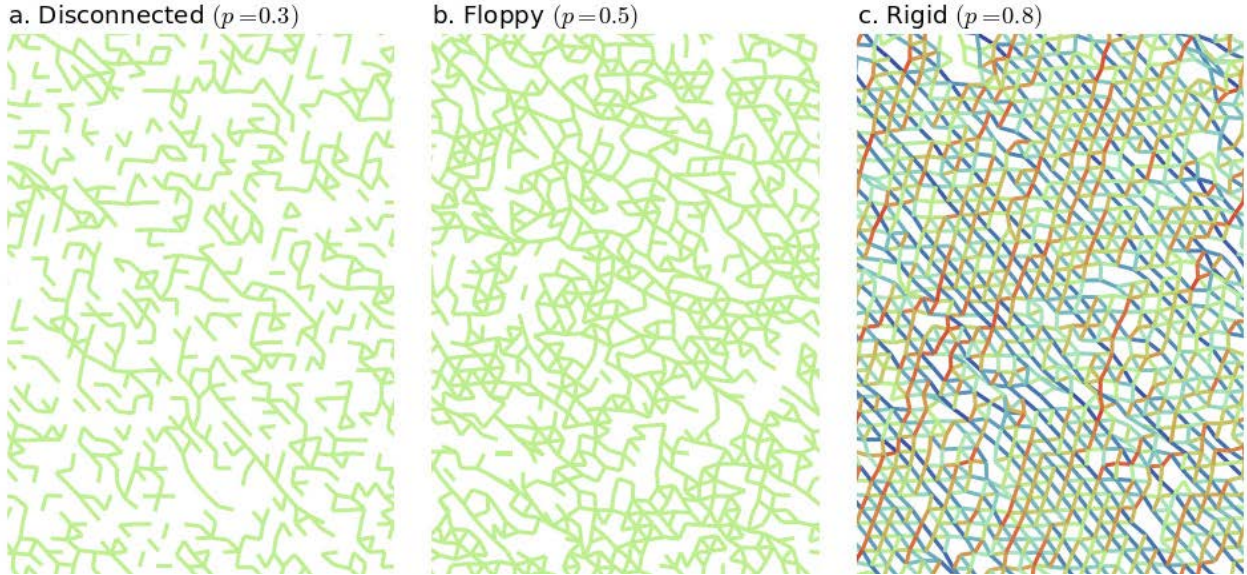 a. Disconnected (p=0.3)
b. Floppy (p=0.5)
c. Rigid (p=0.8)